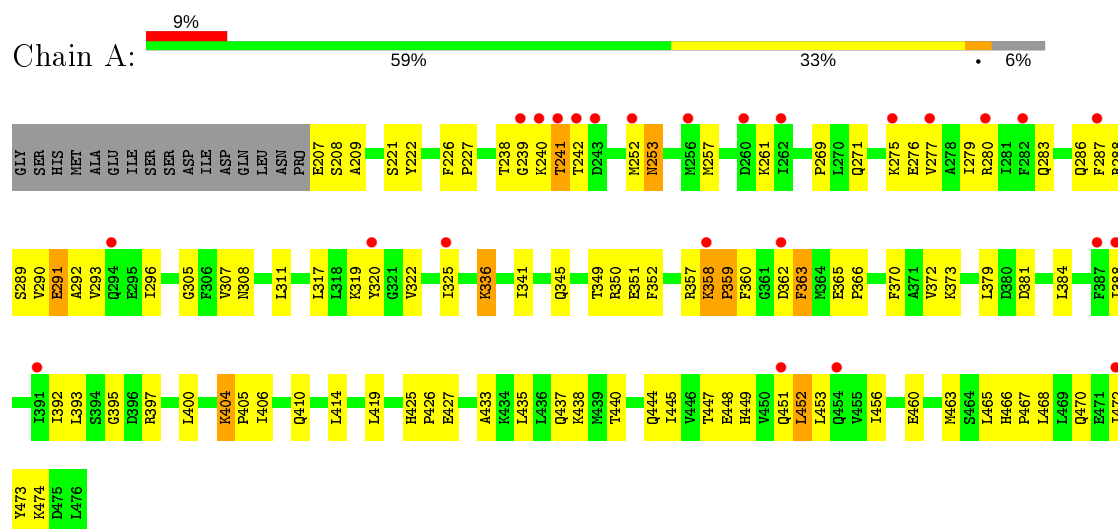 9%
Chain A:
59% 33% • 6%
GLY SER HIS MET ALA GLU ILE SER SER ASP ILE ASP GLN LEU ASN PRO E207 S208 A209 S221 Y222 F226 P227 T238 G239 K240 T241 T242 D243 M252 N253 M256 M257 D260 K261 I262 P269 L270 Q271 K275 E276 V277 A278 I279 R280 I281 F282 Q283 Q286 F287 R288
S289 V290 E291 A292 V293 Q294 E295 I296 G305 F306 V307 N308 L311 L317 L318 K319 Y320 G321 V322 I325 K336 I341 Q345 T349 R350 E351 F352 R357 K358 P359 F360 G361 D362 F363 M364 E365 P366 F370 A371 V372 K373 L379 D380 D381 L384 F387 I388
I391 I392 L393 S394 G395 D396 R397 L400 K404 P405 I406 Q410 L414 L419 H425 P426 E427 A433 K434 L435 L436 Q437 K438 M439 T440 Q444 I445 V446 T447 E448 H449 V450 Q451 L452 L453 Q454 V455 I456 E460 M463 S464 L465 H466 P467 L468 L469 Q470 E471 I472
Y473 K474 D475 L476